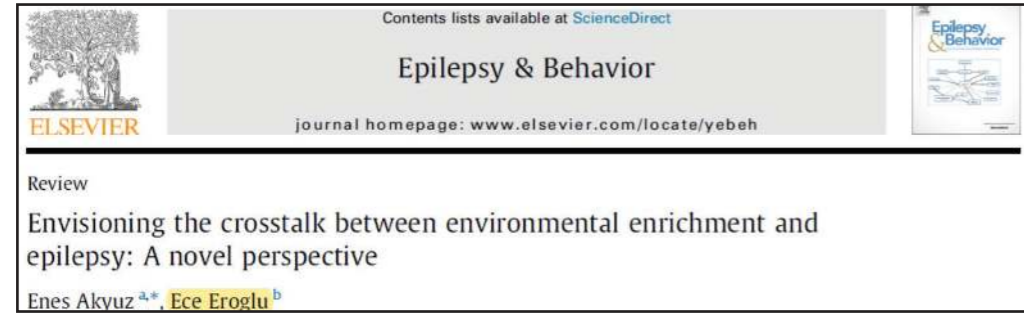 Contents lists available at ScienceDirect
Epilepsy & Behavior
journal homepage: www.elsevier.com/locate/yebeh
ELSEVIER
Epilepsy
&Behavior
Review
Envisioning the crosstalk between environmental enrichment and
epilepsy: A novel perspective
Enes Akyuz a,*, Ece Eroglu b